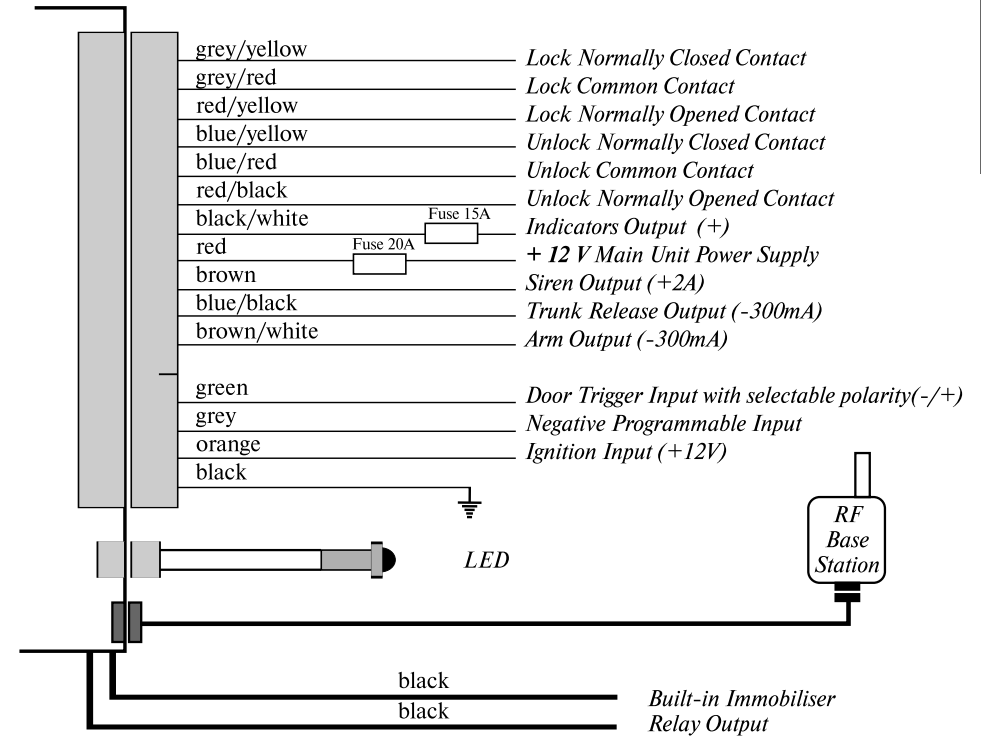 grey/yellow Lock Normally Closed Contact
grey/red Lock Common Contact
red/yellow Lock Normally Opened Contact
blue/yellow Unlock Normally Closed Contact
blue/red Unlock Common Contact
red/black Unlock Normally Opened Contact
black/white Fuse 15A Indicators Output (+)
red Fuse 20A + 12 V Main Unit Power Supply
brown Siren Output (+2A)
blue/black Trunk Release Output (-300mA)
brown/white Arm Output (-300mA)
green Door Trigger Input with selectable polarity(-/+)
grey Negative Programmable Input
orange Ignition Input (+12V)
black
RF
Base
Station
LED
black Built-in Immobiliser
black Relay Output